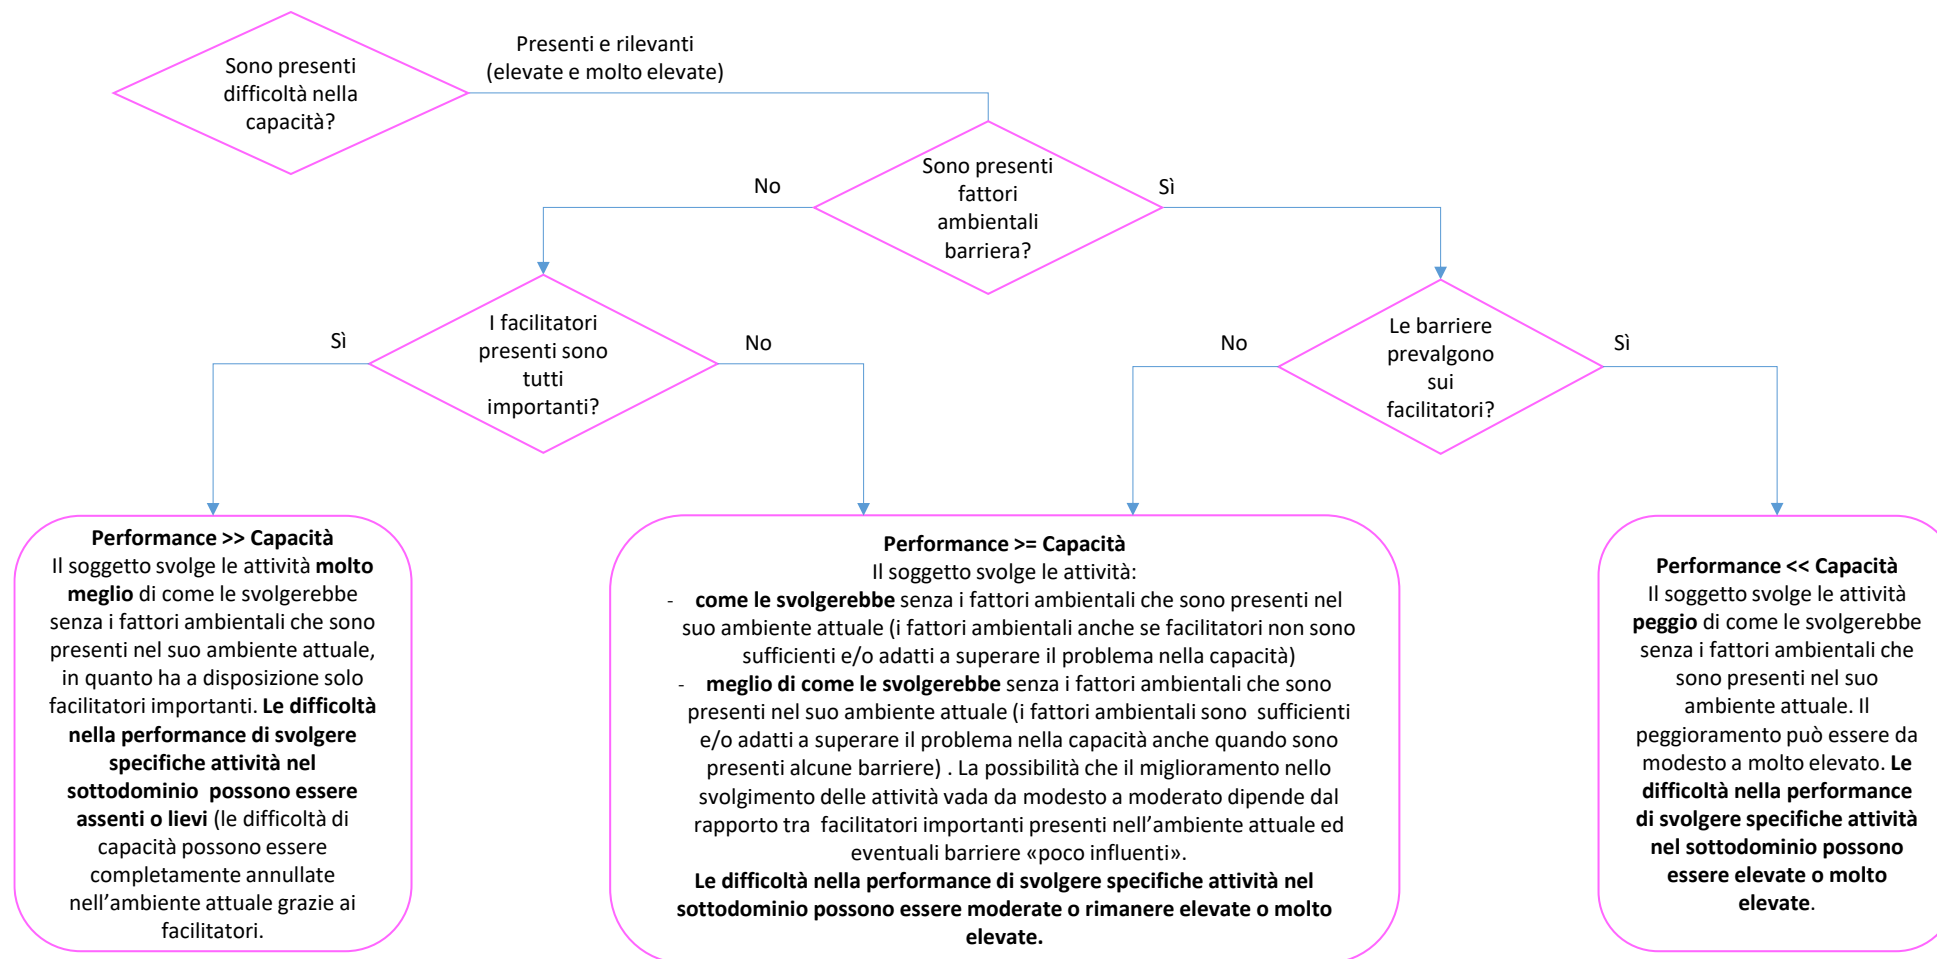 Sono presenti
difficoltà nella
capacità?
Presenti e rilevanti
(elevate e molto elevate)
Sono presenti
fattori
ambientali
barriera?
No
Sì
I facilitatori
presenti sono
tutti
importanti?
Sì
No
Le barriere
prevalgono
sui
facilitatori?
No
Sì
Performance >> Capacità
Il soggetto svolge le attività molto
meglio di come le svolgerebbe
senza i fattori ambientali che sono
presenti nel suo ambiente attuale,
in quanto ha a disposizione solo
facilitatori importanti. Le difficoltà
nella performance di svolgere
specifiche attività nel
sottodominio possono essere
assenti o lievi (le difficoltà di
capacità possono essere
completamente annullate
nell’ambiente attuale grazie ai
facilitatori.
Performance >= Capacità
Il soggetto svolge le attività:
- come le svolgerebbe senza i fattori ambientali che sono presenti nel
suo ambiente attuale (i fattori ambientali anche se facilitatori non sono
sufficienti e/o adatti a superare il problema nella capacità)
- meglio di come le svolgerebbe senza i fattori ambientali che sono
presenti nel suo ambiente attuale (i fattori ambientali sono sufficienti
e/o adatti a superare il problema nella capacità anche quando sono
presenti alcune barriere) . La possibilità che il miglioramento nello
svolgimento delle attività vada da modesto a moderato dipende dal
rapporto tra facilitatori importanti presenti nell’ambiente attuale ed
eventuali barriere «poco influenti».
Le difficoltà nella performance di svolgere specifiche attività nel
sottodominio possono essere moderate o rimanere elevate o molto
elevate.
Performance << Capacità
Il soggetto svolge le attività
peggio di come le svolgerebbe
senza i fattori ambientali che
sono presenti nel suo
ambiente attuale. Il
peggioramento può essere da
modesto a molto elevato. Le
difficoltà nella performance
di svolgere specifiche attività
nel sottodominio possono
essere elevate o molto
elevate.